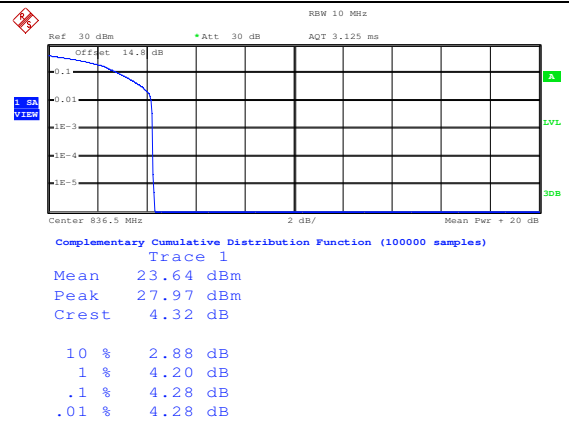 RBW 10 MHz
Ref 30 dBm *Att 30 dB AQT 3.125 ms
Offset 14.8 dB
0.1
A
1 SA
VIEW
0.01
1E-3
LVL
1E-4
1E-5
3DB
Center 836.5 MHz 2 dB/ Mean Pwr + 20 dB
Complementary Cumulative Distribution Function (100000 samples)
Trace 1
Mean 23.64 dBm
Peak 27.97 dBm
Crest 4.32 dB
10 % 2.88 dB
1 % 4.20 dB
.1 % 4.28 dB
.01 % 4.28 dB